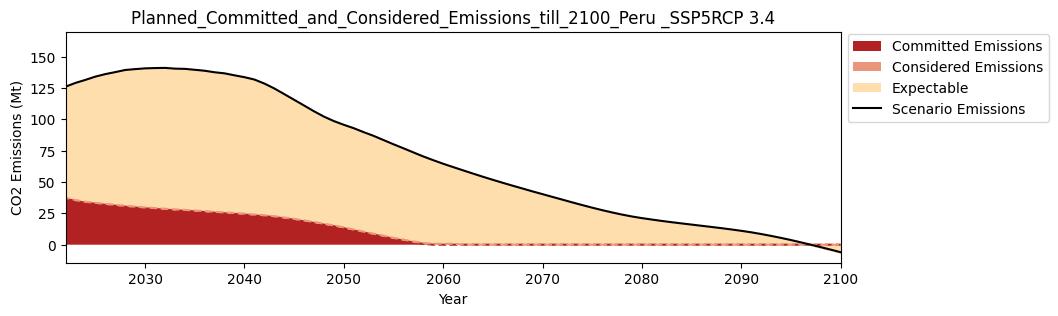 Planned_Committed_and_Considered_Emissions_till_2100_Peru _SSP5RCP 3.4
CO2 Emissions (Mt)
150
125
100
75
50
25
0
2030 2040 2050 2060 2070 2080 2090 2100
Year
Committed Emissions
Considered Emissions
Expectable
Scenario Emissions